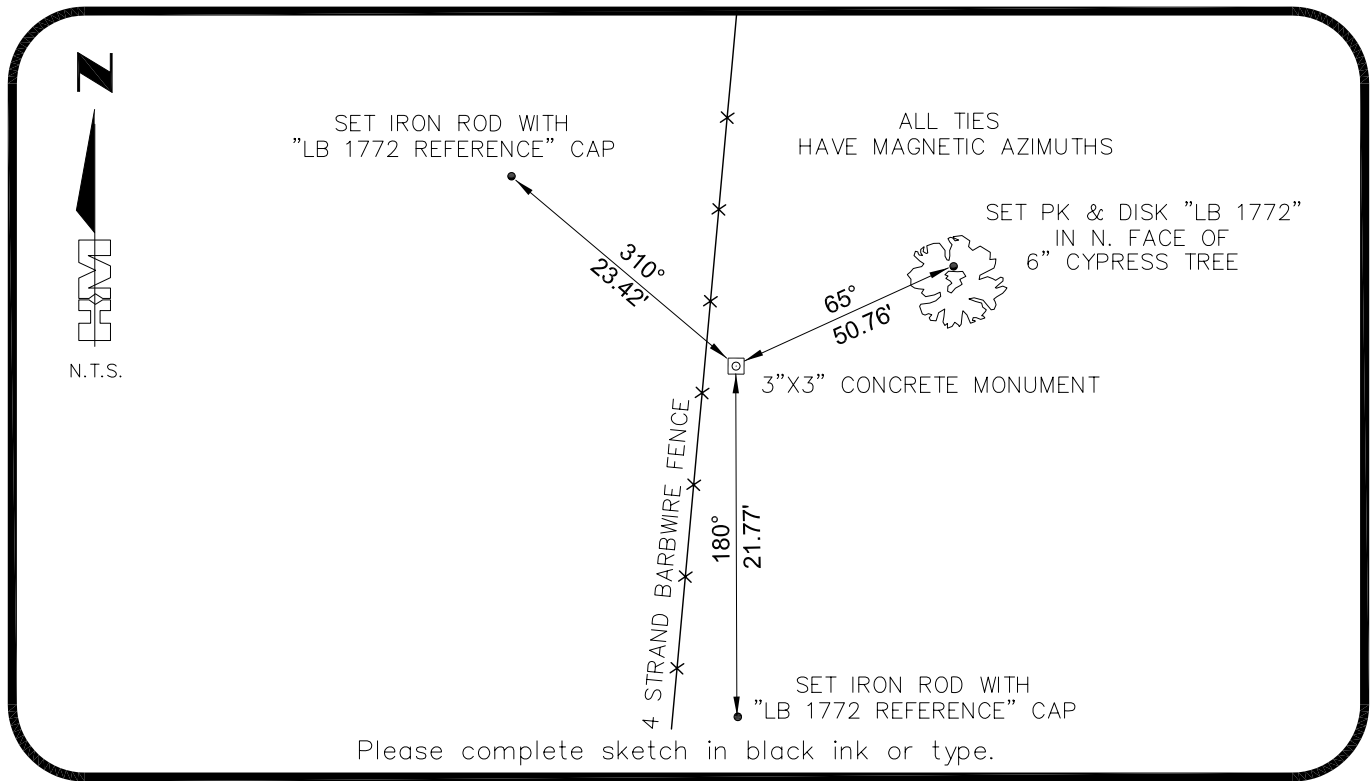 Z
SET IRON ROD WITH
"LB 1772 REFERENCE" CAP
ALL TIES
HAVE MAGNETIC AZIMUTHS
SET PK & DISK "LB 1772"
IN N. FACE OF
6" CYPRESS TREE
310°
23.42'
65°
50.76'
N.T.S.
3"X3" CONCRETE MONUMENT
4 STRAND BARBWIRE FENCE
180°
21.77'
SET IRON ROD WITH
"LB 1772 REFERENCE" CAP
Please complete sketch in black ink or type.